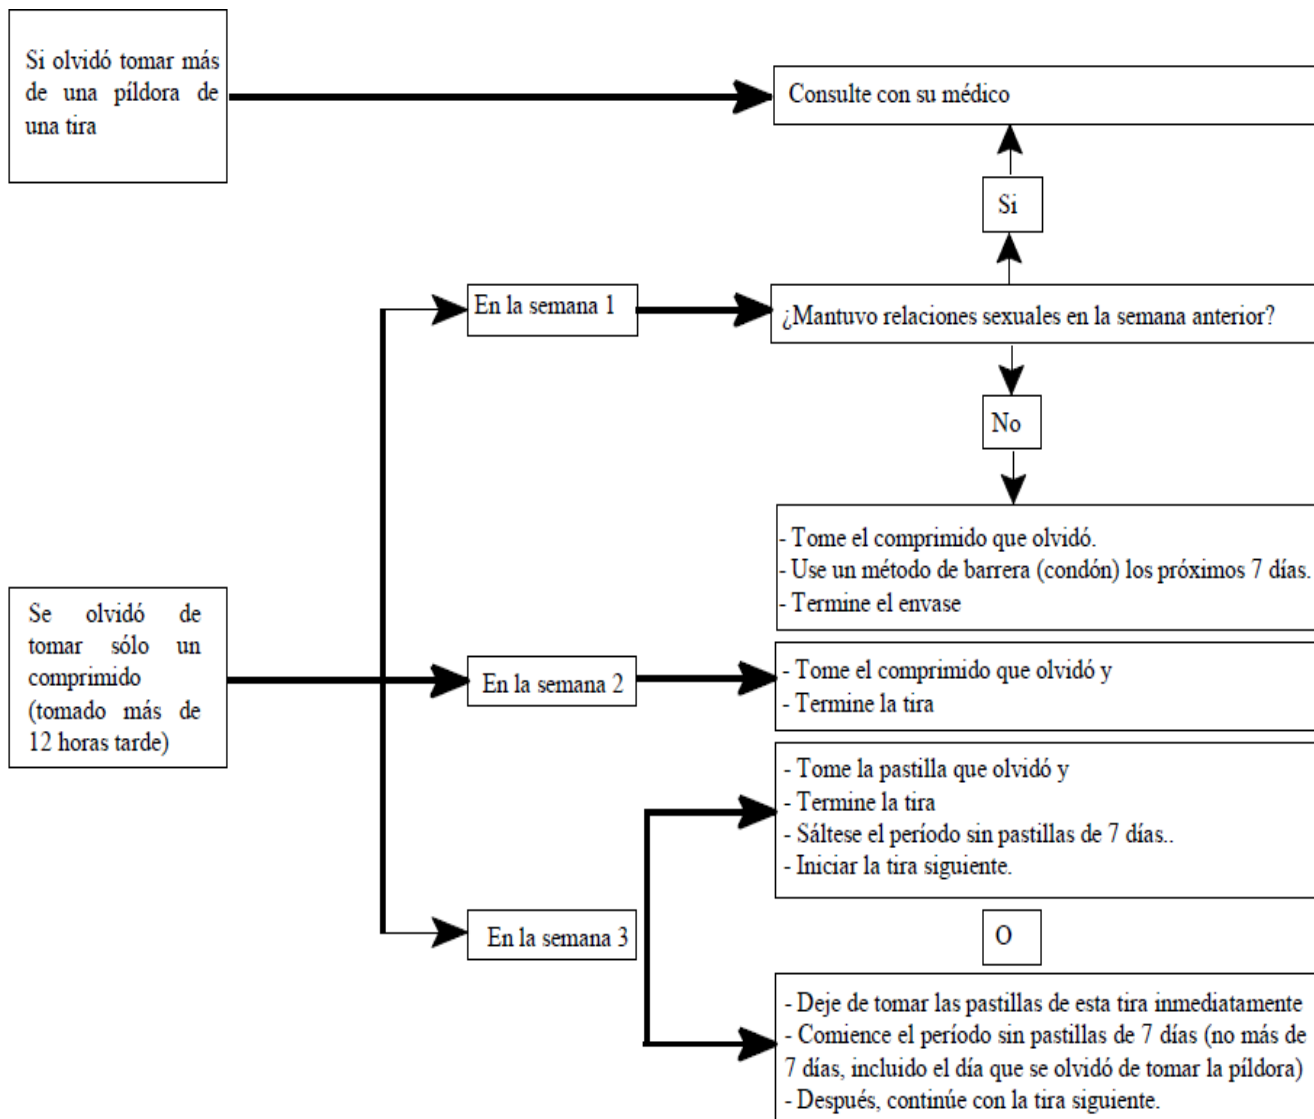 Si olvidó tomar más
de una píldora de
una tira
Consulte con su médico
Si
En la semana 1
¿Mantuvo relaciones sexuales en la semana anterior?
No
- Tome el comprimido que olvidó.
- Use un método de barrera (condón) los próximos 7 días.
- Termine el envase
Se olvidó de
tomar sólo un
comprimido
(tomado más de
12 horas tarde)
En la semana 2
- Tome el comprimido que olvidó y
- Termine la tira
- Tome la pastilla que olvidó y
- Termine la tira
- Sáltese el período sin pastillas de 7 días..
- Iniciar la tira siguiente.
En la semana 3
O
- Deje de tomar las pastillas de esta tira inmediatamente
- Comience el período sin pastillas de 7 días (no más de
7 días, incluido el día que se olvidó de tomar la píldora)
- Después, continúe con la tira siguiente.